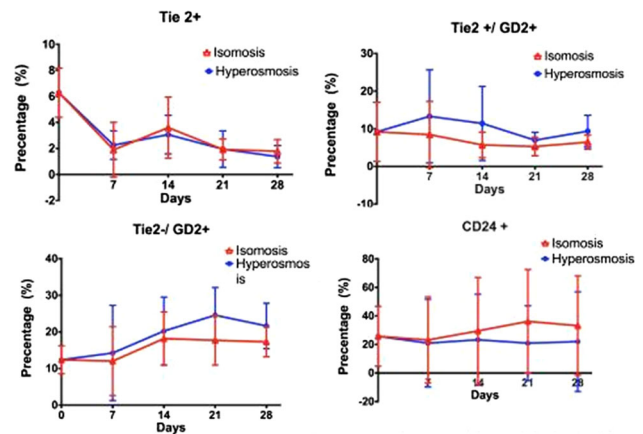 Tie 2+
Isomosis
Hyperosmosis
Precentage (%)
10
8
6
4
2
0
-2
7
14
21
28
Days
Tie2 +/ GD2+
Isomosis
Hyperosmosis
Precentage (%)
30
20
10
0
-10
7
14
21
28
Days
Tie2-/ GD2+
Isomosis
Hyperosmos
is
Precentage (%)
40
30
20
10
0
0
7
14
21
28
Days
CD24 +
Isomosis
Hyperosmosis
Precentage (%)
80
60
40
20
0
-20
7
14
21
28
Days